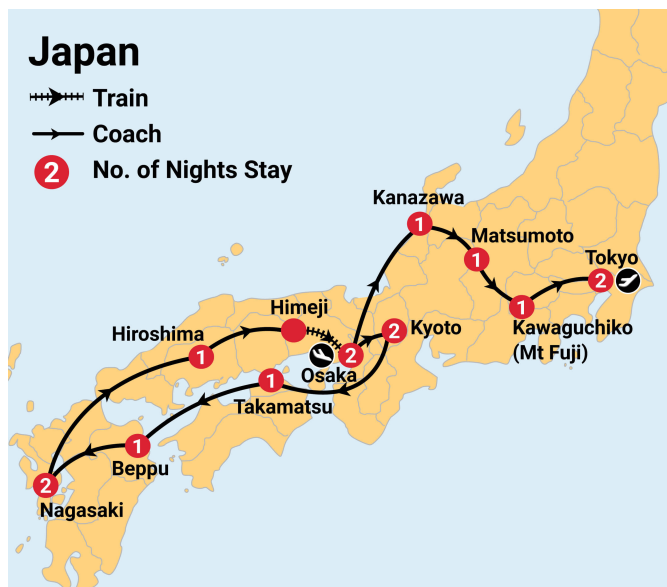 Japan
Train
Coach
2 No. of Nights Stay
Kanazawa
1
Matsumoto
1
Tokyo
2
Himeji
Hiroshima
1
Kyoto
2
1
Kawaguchiko
(Mt Fuji)
2
Osaka
1
Takamatsu
1
Beppu
2
Nagasaki